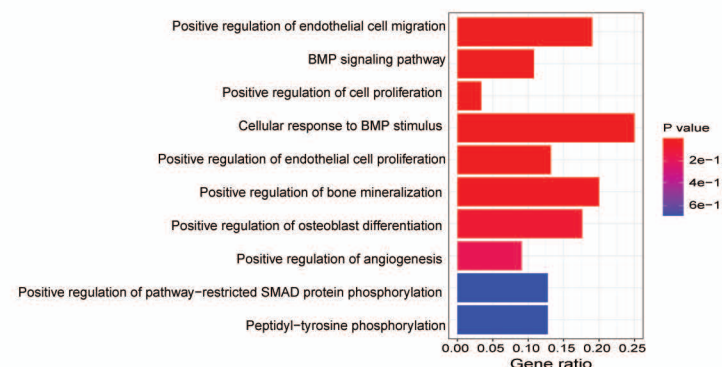 Positive regulation of endothelial cell migration
BMP signaling pathway
Positive regulation of cell proliferation
Cellular response to BMP stimulus
Positive regulation of endothelial cell proliferation
Positive regulation of bone mineralization
Positive regulation of osteoblast differentiation
Positive regulation of angiogenesis
Positive regulation of pathway-restricted SMAD protein phosphorylation
Peptidyl-tyrosine phosphorylation
0.00 0.05 0.10 0.15 0.20 0.25
Gene ratio
P value
2e-1
4e-1
6e-1